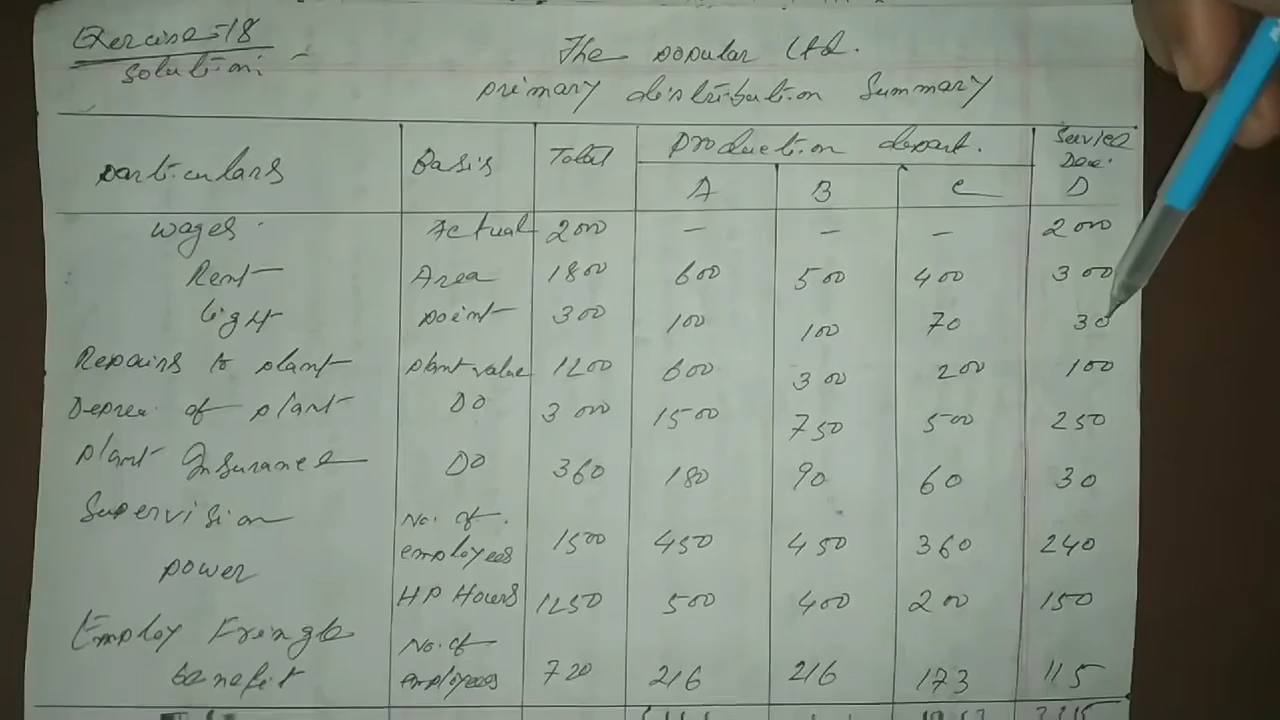 Exercise-18
Solution:
The popular Ltd.
primary distribution Summary
particulars Basis Total Production depart. Service Dep.
A B C D
wages Actual 2000 — — — 2000
Rent Area 1800 600 500 400 300
light point 300 100 100 70 30
Repairs to plant plant value 1200 600 300 200 100
Deprec. of plant Do 3000 1500 750 500 250
plant Insurance Do 360 180 90 60 30
Supervision No. of employees 1500 450 450 360 240
power HP Hours 1250 500 400 200 150
Employ Fringe benefit No. of employees 720 216 216 173 115